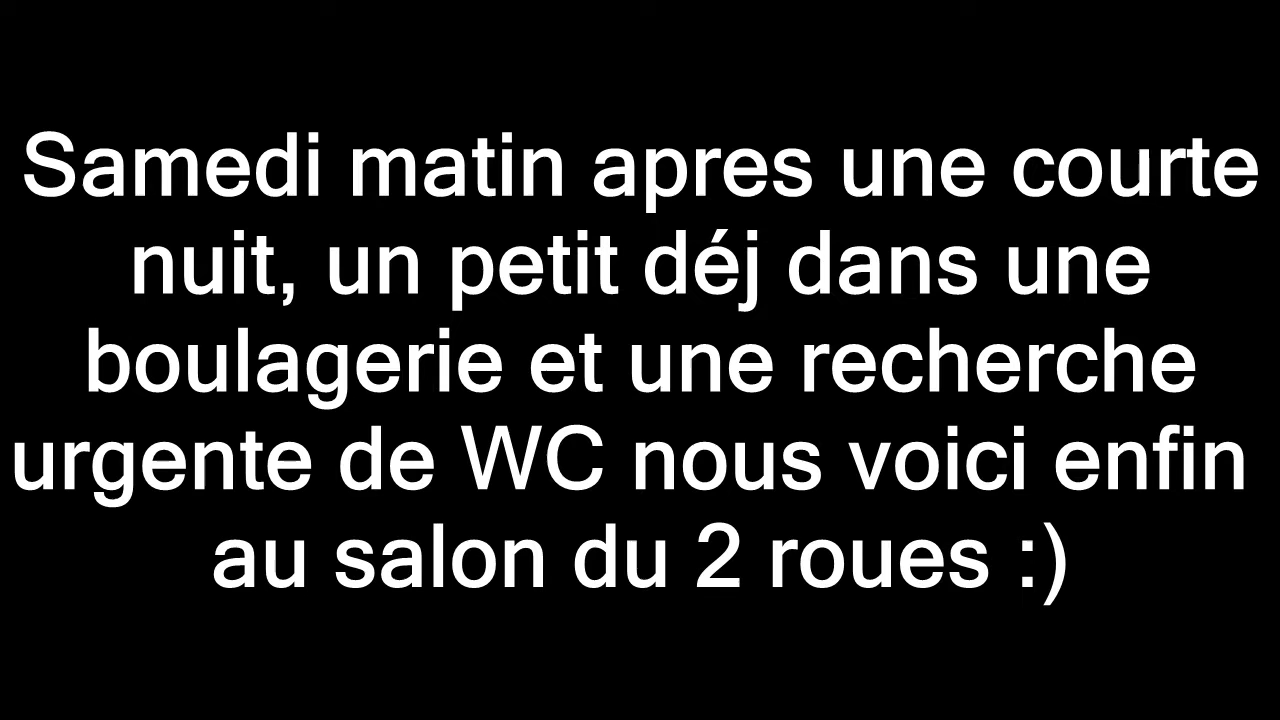 Samedi matin apres une courte
nuit, un petit déj dans une
boulagerie et une recherche
urgente de WC nous voici enfin
au salon du 2 roues :)